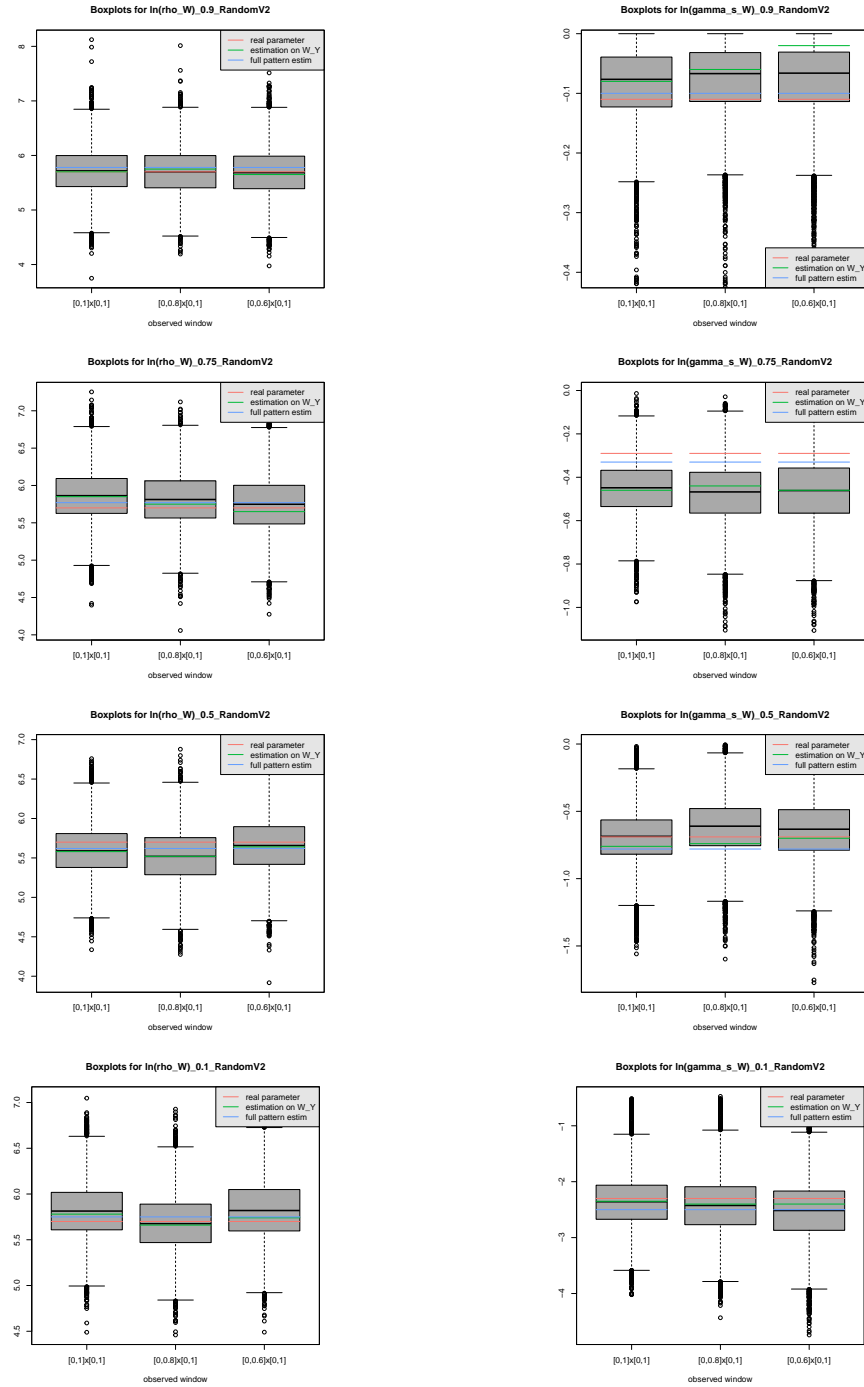 Boxplots for ln(rho_W)_0.9_RandomV2
real parameter
estimation on W_Y
full pattern estim
8
7
6
5
4
[0,1]x[0,1] [0,0.8]x[0,1] [0,0.6]x[0,1]
observed window
Boxplots for ln(gamma_s_W)_0.9_RandomV2
0.0
−0.1
−0.2
−0.3
−0.4
real parameter
estimation on W_Y
full pattern estim
[0,1]x[0,1] [0,0.8]x[0,1] [0,0.6]x[0,1]
observed window
Boxplots for ln(rho_W)_0.75_RandomV2
real parameter
estimation on W_Y
full pattern estim
7.0
6.5
6.0
5.5
5.0
4.5
4.0
[0,1]x[0,1] [0,0.8]x[0,1] [0,0.6]x[0,1]
observed window
Boxplots for ln(gamma_s_W)_0.75_RandomV2
real parameter
estimation on W_Y
full pattern estim
0.0
−0.2
−0.4
−0.6
−0.8
−1.0
[0,1]x[0,1] [0,0.8]x[0,1] [0,0.6]x[0,1]
observed window
Boxplots for ln(rho_W)_0.5_RandomV2
real parameter
estimation on W_Y
full pattern estim
7.0
6.5
6.0
5.5
5.0
4.5
4.0
[0,1]x[0,1] [0,0.8]x[0,1] [0,0.6]x[0,1]
observed window
Boxplots for ln(gamma_s_W)_0.5_RandomV2
real parameter
estimation on W_Y
full pattern estim
0.0
−0.5
−1.0
−1.5
[0,1]x[0,1] [0,0.8]x[0,1] [0,0.6]x[0,1]
observed window
Boxplots for ln(rho_W)_0.1_RandomV2
real parameter
estimation on W_Y
full pattern estim
7.0
6.5
6.0
5.5
5.0
4.5
[0,1]x[0,1] [0,0.8]x[0,1] [0,0.6]x[0,1]
observed window
Boxplots for ln(gamma_s_W)_0.1_RandomV2
real parameter
estimation on W_Y
full pattern estim
−1
−2
−3
−4
[0,1]x[0,1] [0,0.8]x[0,1] [0,0.6]x[0,1]
observed window